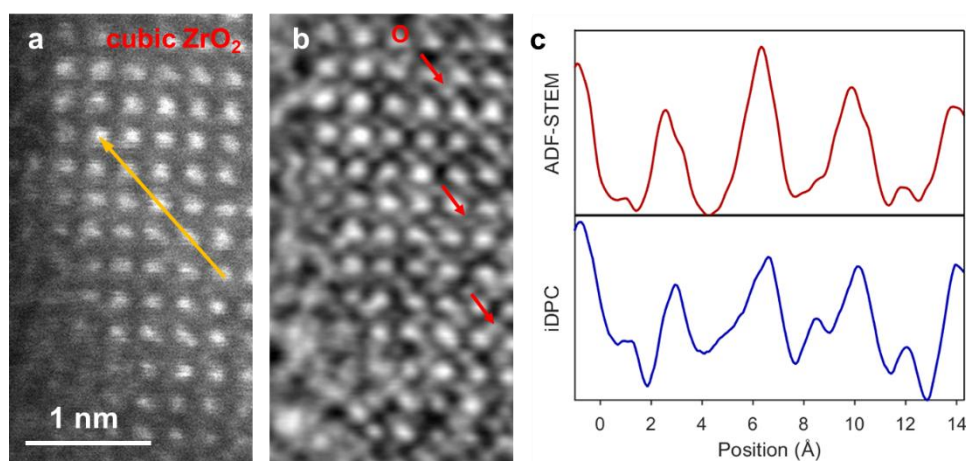 a
cubic ZrO₂
1 nm
b
O
c
ADF-STEM
iDPC
0 2 4 6 8 10 12 14
Position (Å)